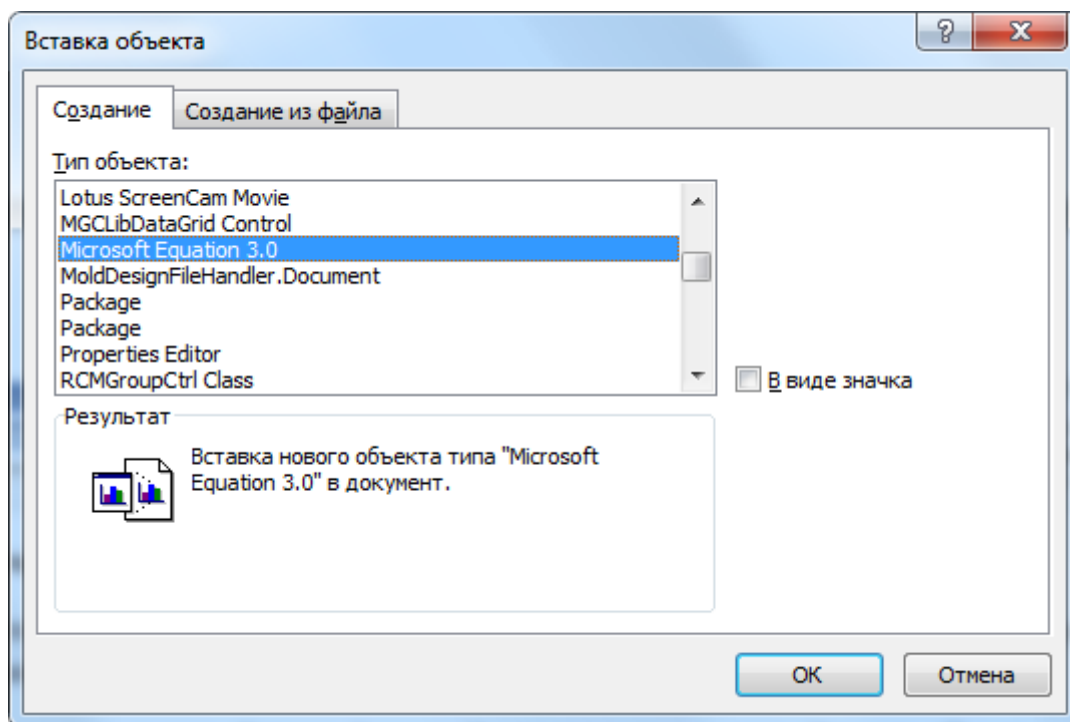 Вставка объекта
Создание
Создание из файла
Тип объекта:
Lotus ScreenCam Movie
MGCLibDataGrid Control
Microsoft Equation 3.0
MoldDesignFileHandler.Document
Package
Package
Properties Editor
RCMGroupCtrl Class
В виде значка
Результат
Вставка нового объекта типа "Microsoft
Equation 3.0" в документ.
ОК
Отмена